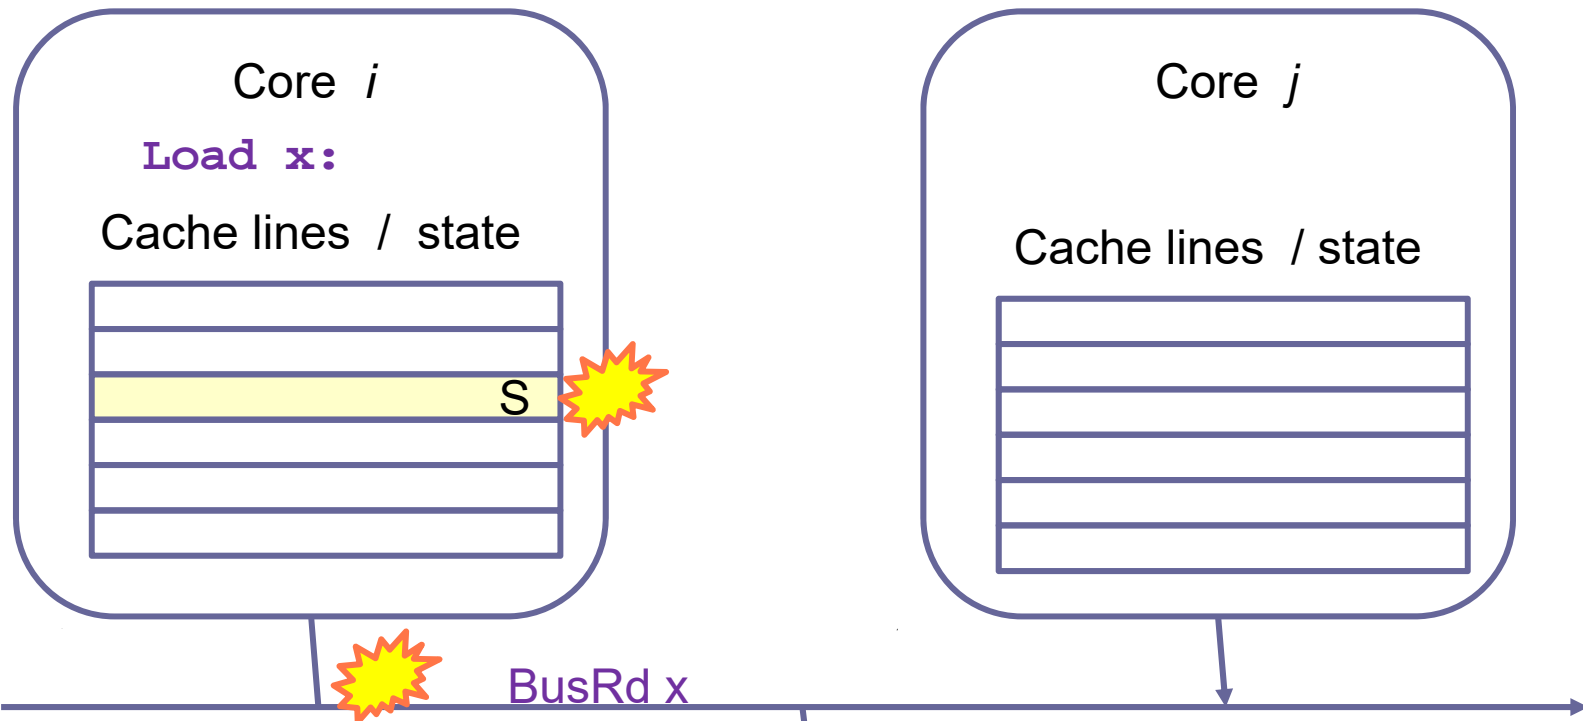 Core i
Load x:
Cache lines / state
S
Core j
Cache lines / state
BusRd x